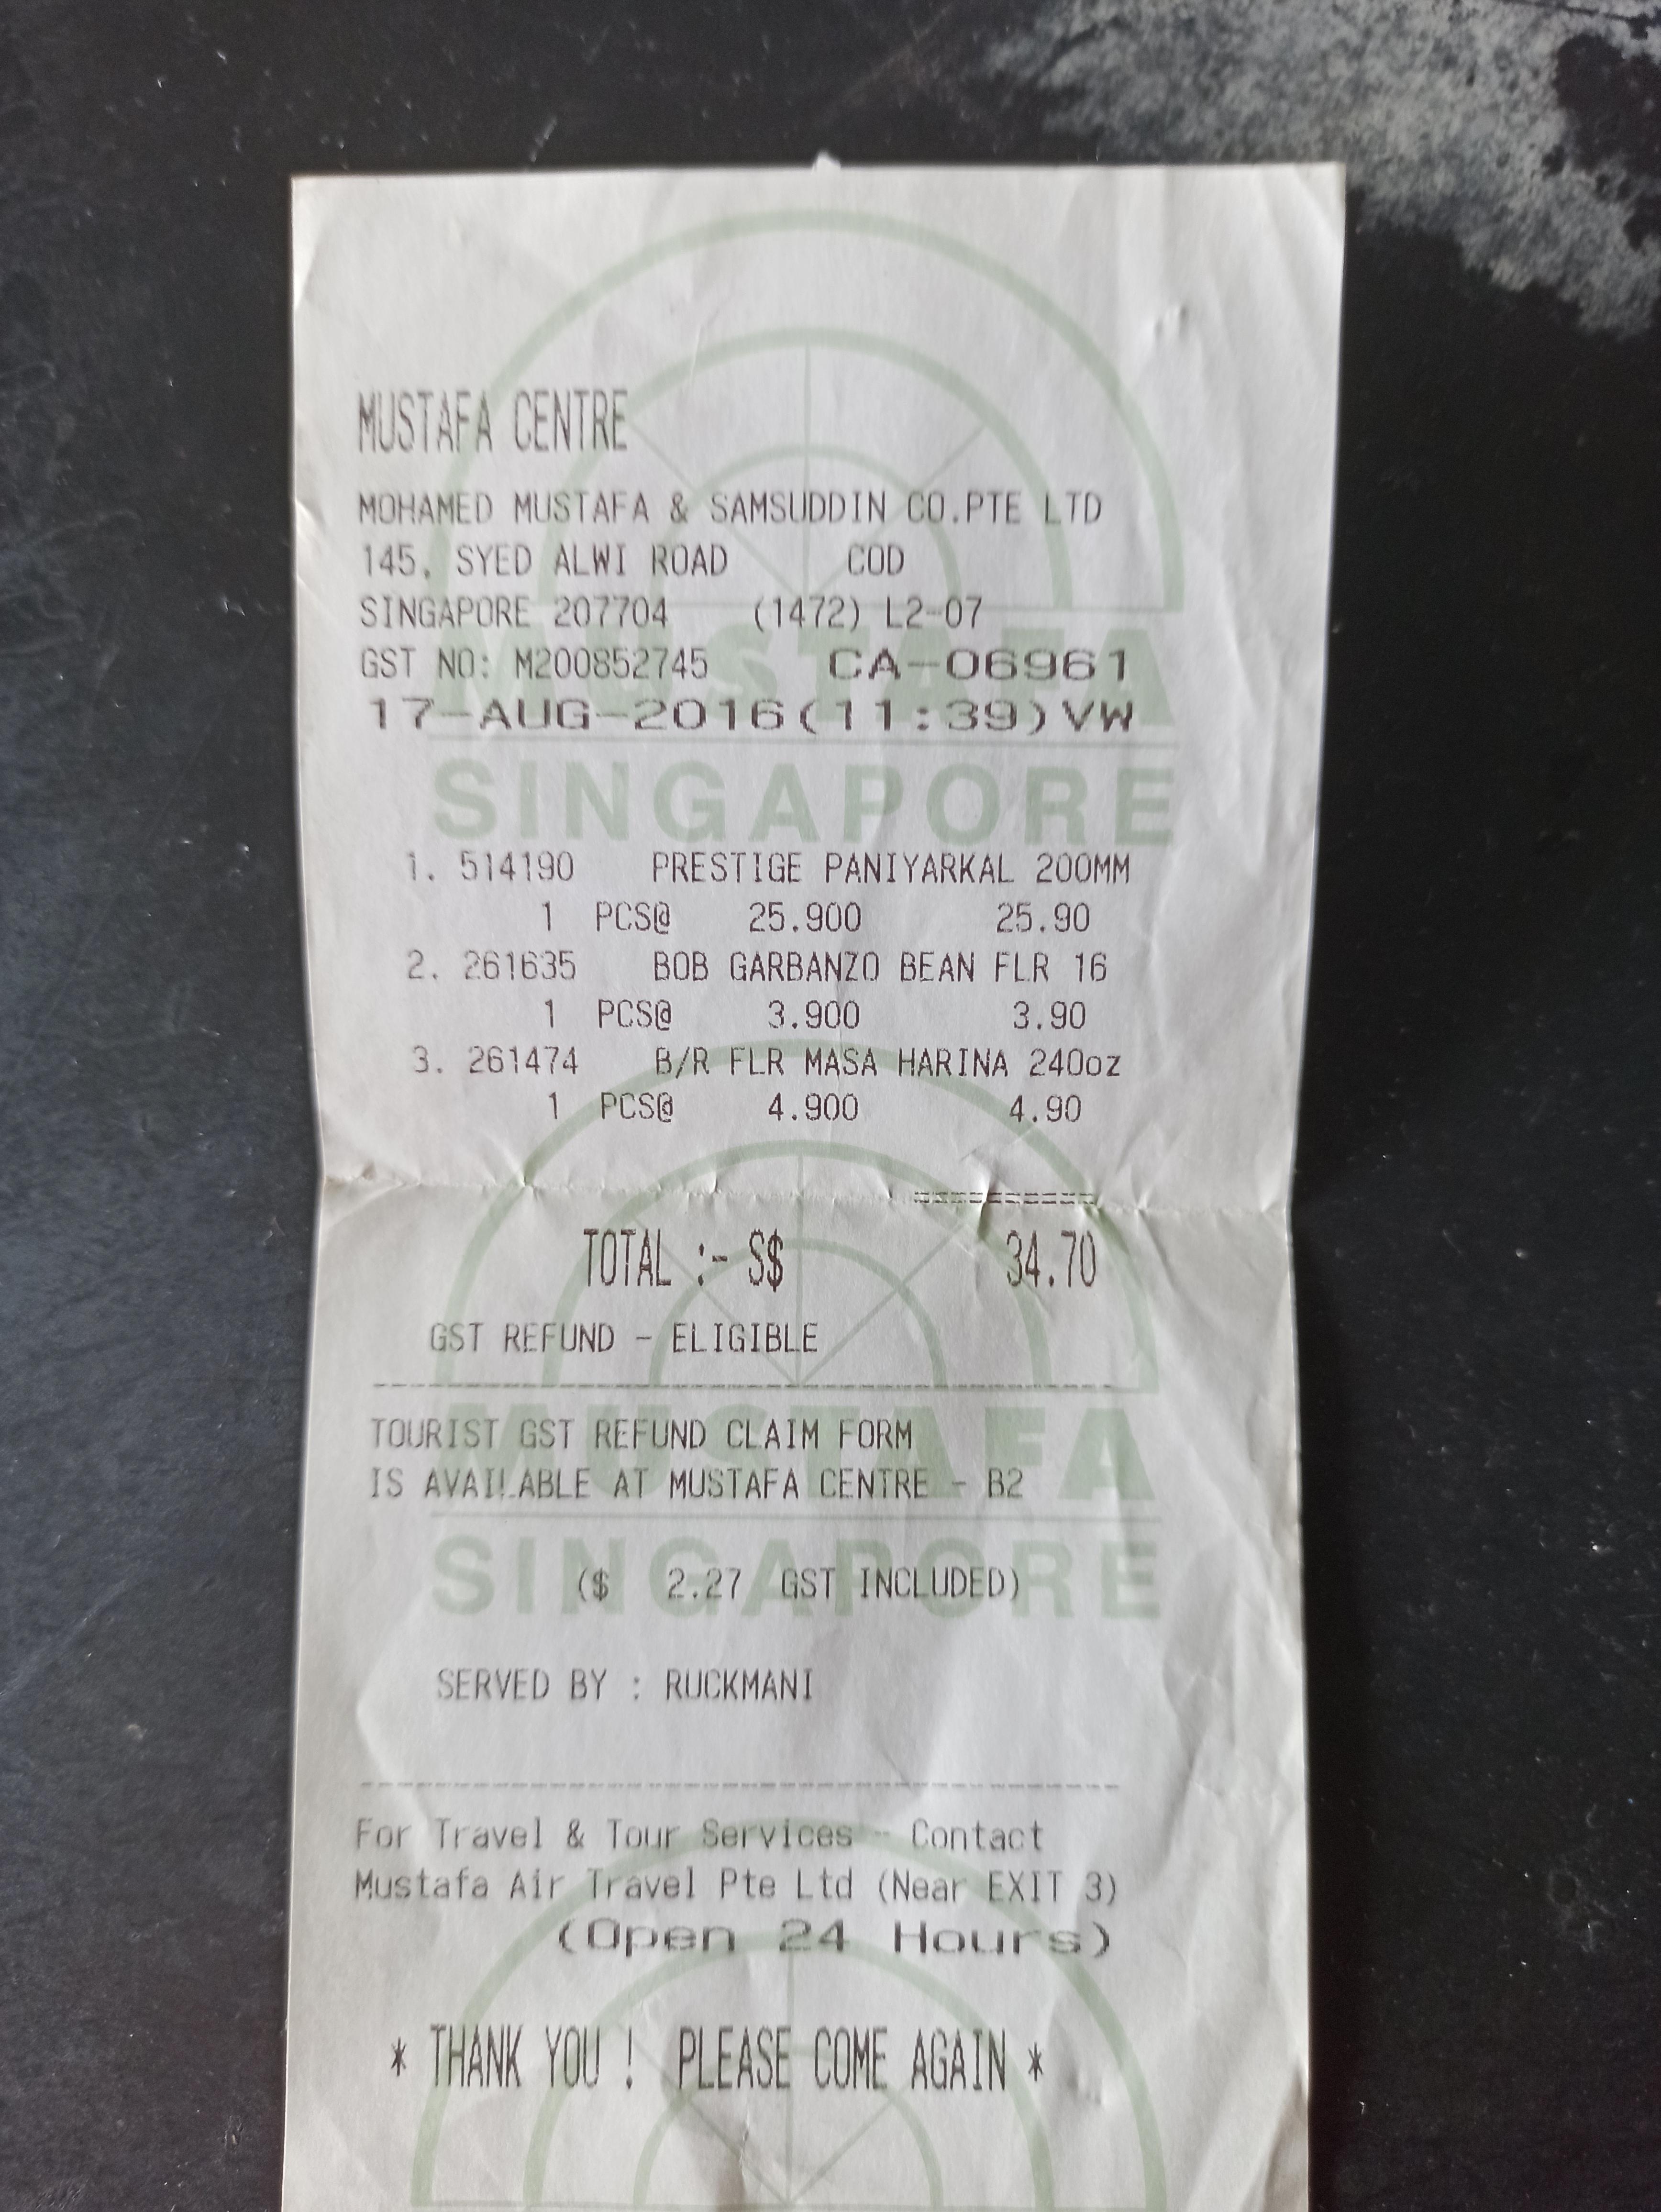 MUSTAFA CENTRE
MOHAMED MUSTAFA & SAMSUDDIN CO.PTE LTD
145, SYED ALWI ROAD COD
SINGAPORE 207704 (1472) L2-07
GST NO: M200852745 CA-06961
17-AUG-2016(11:39)VW
MUSTAFA
SINGAPORE
1. 514190 PRESTIGE PANIYARKAL 200MM
1 PCS@ 25.900 25.90
2. 261635 BOB GARBANZO BEAN FLR 16
1 PCS@ 3.900 3.90
3. 261474 B/R FLR MASA HARINA 240oz
1 PCS@ 4.900 4.90
==========
TOTAL :- S$ 34.70
GST REFUND - ELIGIBLE
----------------------------------------
TOURIST GST REFUND CLAIM FORM
IS AVAILABLE AT MUSTAFA CENTRE - B2
MUSTAFA
SINGAPORE
($ 2.27 GST INCLUDED)
SERVED BY : RUCKMANI
----------------------------------------
For Travel & Tour Services - Contact
Mustafa Air Travel Pte Ltd (Near EXIT 3)
(Open 24 Hours)
* THANK YOU ! PLEASE COME AGAIN *